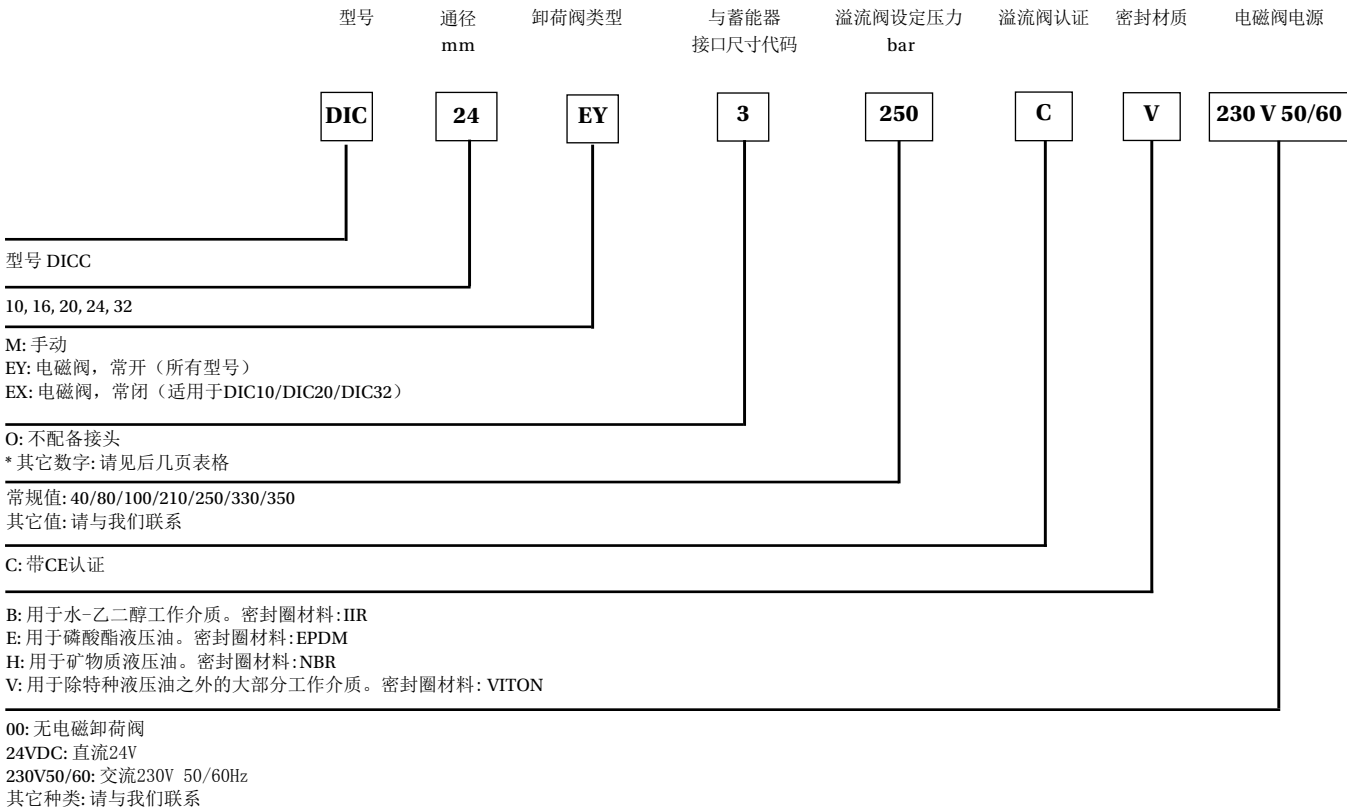 型号 通径 卸荷阀类型 与蓄能器 溢流阀设定压力 溢流阀认证 密封材质 电磁阀电源
mm 接口尺寸代码 bar
DIC 24 EY 3 250 C V 230 V 50/60
型号 DICC
10, 16, 20, 24, 32
M: 手动
EY: 电磁阀，常开（所有型号）
EX: 电磁阀，常闭（适用于DIC10/DIC20/DIC32）
O: 不配备接头
* 其它数字: 请见后几页表格
常规值: 40/80/100/210/250/330/350
其它值: 请与我们联系
C: 带CE认证
B: 用于水-乙二醇工作介质。密封圈材料:IIR
E: 用于磷酸酯液压油。密封圈材料:EPDM
H: 用于矿物质液压油。密封圈材料:NBR
V: 用于除特种液压油之外的大部分工作介质。密封圈材料: VITON
00: 无电磁卸荷阀
24VDC: 直流24V
230V50/60: 交流230V 50/60Hz
其它种类: 请与我们联系